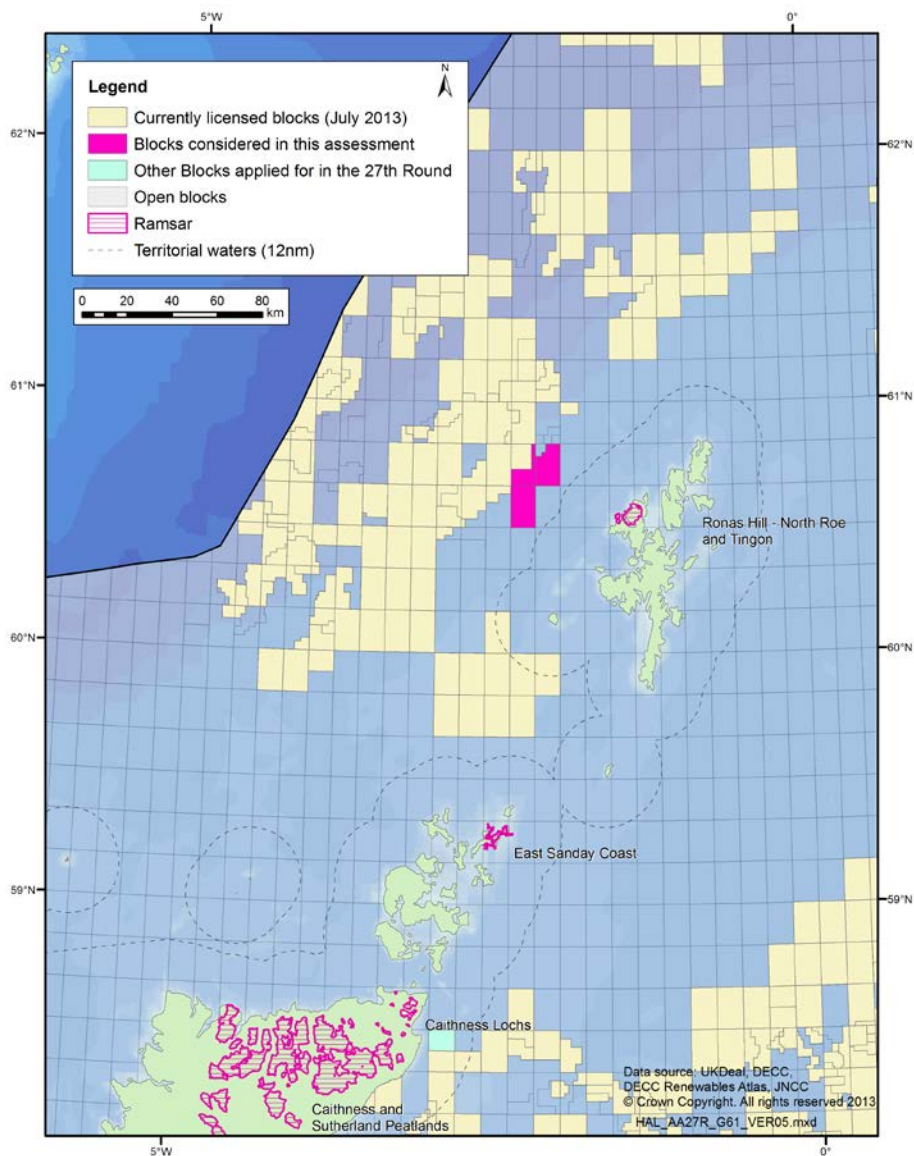 5°W
0°
N
Legend
Currently licensed blocks (July 2013)
Blocks considered in this assessment
Other Blocks applied for in the 27th Round
Open blocks
Ramsar
Territorial waters (12nm)
0 20 40 60 80
km
62°N
62°N
61°N
61°N
Ronas Hill - North Roe
and Tingon
60°N
60°N
East Sanday Coast
59°N
59°N
Caithness Lochs
Caithness and
Sutherland Peatlands
Data source: UKDeal, DECC,
DECC Renewables Atlas, JNCC
© Crown Copyright. All rights reserved 2013
HAL_AA27R_G61_VER05.mxd
5°W
0°